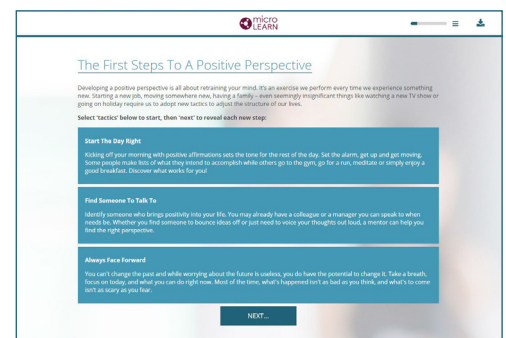 micro
LEARN
The First Steps To A Positive Perspective
Developing a positive perspective is all about retraining your mind. It's an exercise we perform every time we experience something
new. Starting a new job, moving somewhere new, having a family – even seemingly insignificant things like watching a new TV show or
going on holiday require us to adopt new tactics to adjust the structure of our lives.
Select 'tactics' below to start, then 'next' to reveal each new step:
Start The Day Right
Kicking off your morning with positive affirmations sets the tone for the rest of the day. Set the alarm, get up and got moving.
Some people make lists of what they intend to accomplish while others go to the gym, go for a run, meditate or simply enjoy a
good breakfast. Discover what works for you!
Find Someone To Talk To
Identify someone who brings positivity into your life. You may already have a colleague or a manager you can speak to when
needs be. Whether you find someone to bounce ideas off or just need to voice your thoughts out loud, a mentor can help you
find the right perspective.
Always Face Forward
You can't change the past and while worrying about the future is useless, you do have the potential to change it. Take a breath,
focus on today, and what you can do right now. Most of the time, what's happened isn't as bad as you think, and what's to come
isn't as scary as you fear.
NEXT...